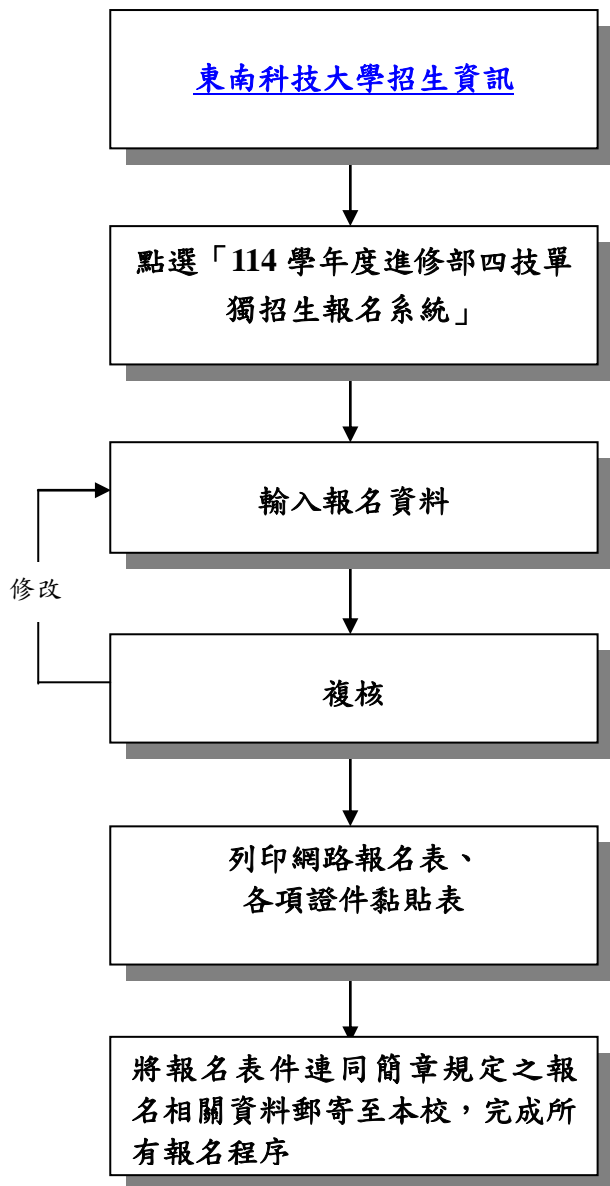 東南科技大學招生資訊
點選「114 學年度進修部四技單
獨招生報名系統」
輸入報名資料
修改
複核
列印網路報名表、
各項證件黏貼表
將報名表件連同簡章規定之報
名相關資料郵寄至本校，完成所
有報名程序